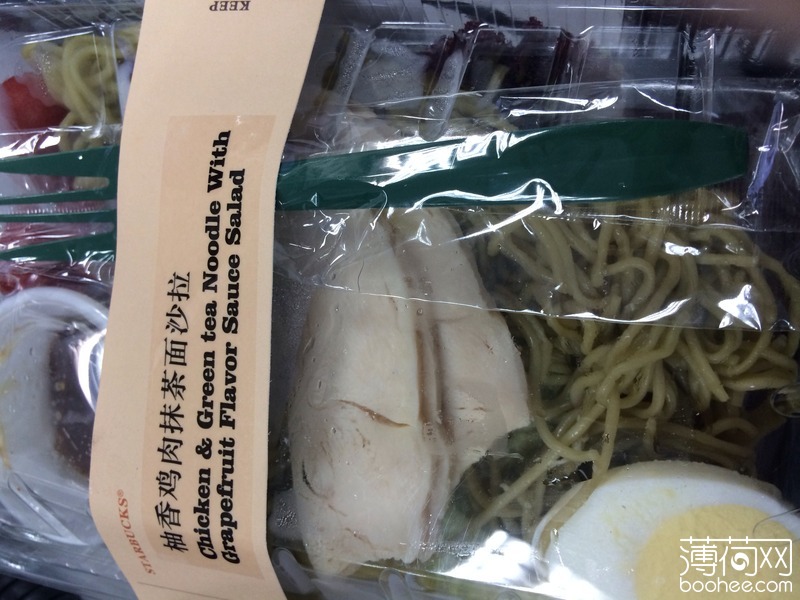 KEEP
STARBUCKS®
柚香鸡肉抹茶面沙拉
Chicken & Green tea Noodle With
Grapefruit Flavor Sauce Salad
薄荷网
boohee.com